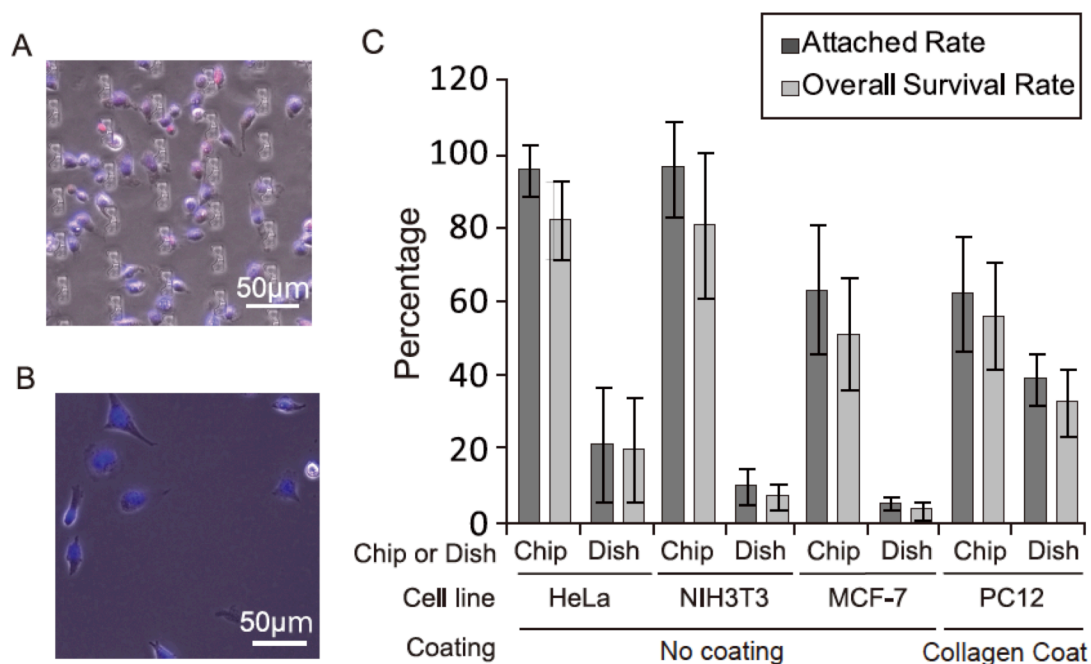 A
50µm
B
50µm
C
Attached Rate
Overall Survival Rate
Percentage
120
100
80
60
40
20
0
Chip or Dish Chip Dish Chip Dish Chip Dish Chip Dish
Cell line HeLa NIH3T3 MCF-7 PC12
Coating No coating Collagen Coat